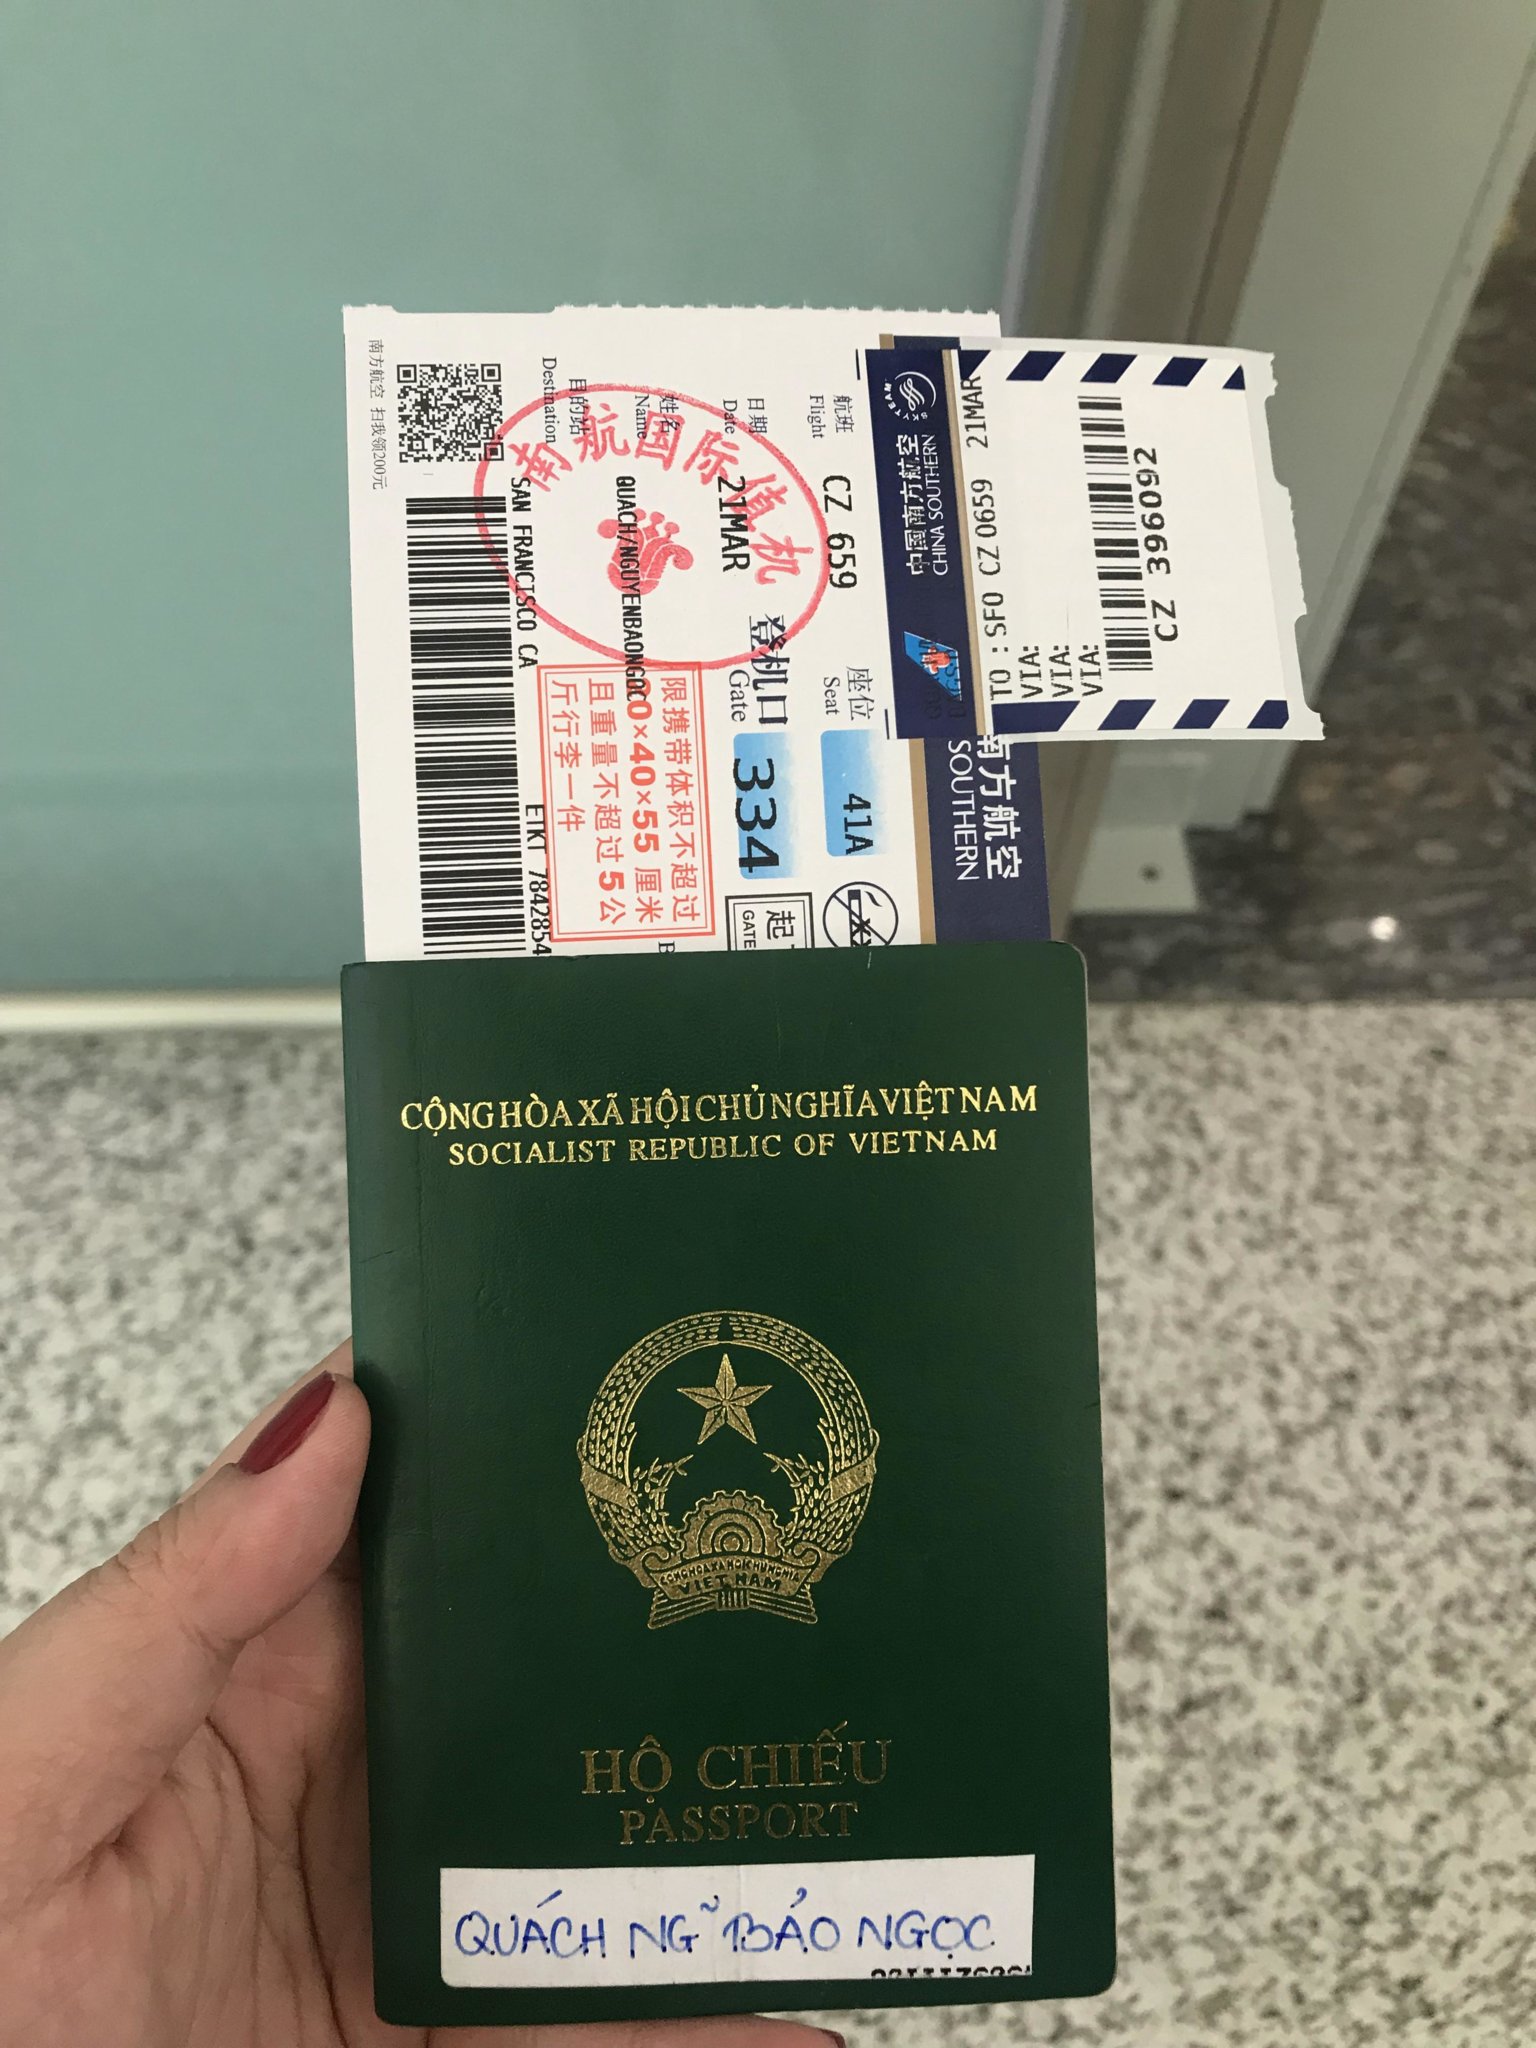 中国南方航空
CHINA SOUTHERN
SKYTEAM
CZ 0659 21MAR
TO : SFO
VIA:
VIA:
VIA:
CZ 396092
南方航空
SOUTHERN
航班
Flight
CZ 659
座位
Seat
41A
日期
Date
21MAR
登机口
Gate
334
GATE
姓名
Name
QUACH/NGUYENBAONGOC
目的站
Destination
SAN FRANCISCO CA
ETKT 7842854
南航国际值机
限携带体积不超过
20×40×55厘米
且重量不超过5公
斤行李一件
南方航空 扫我领200元
CỘNG HÒA XÃ HỘI CHỦ NGHĨA VIỆT NAM
SOCIALIST REPUBLIC OF VIETNAM
CỘNG HÒA XÃ HỘI CHỦ NGHĨA
VIỆT NAM
HỘ CHIẾU
PASSPORT
QUÁCH NG~ BẢO NGỌC